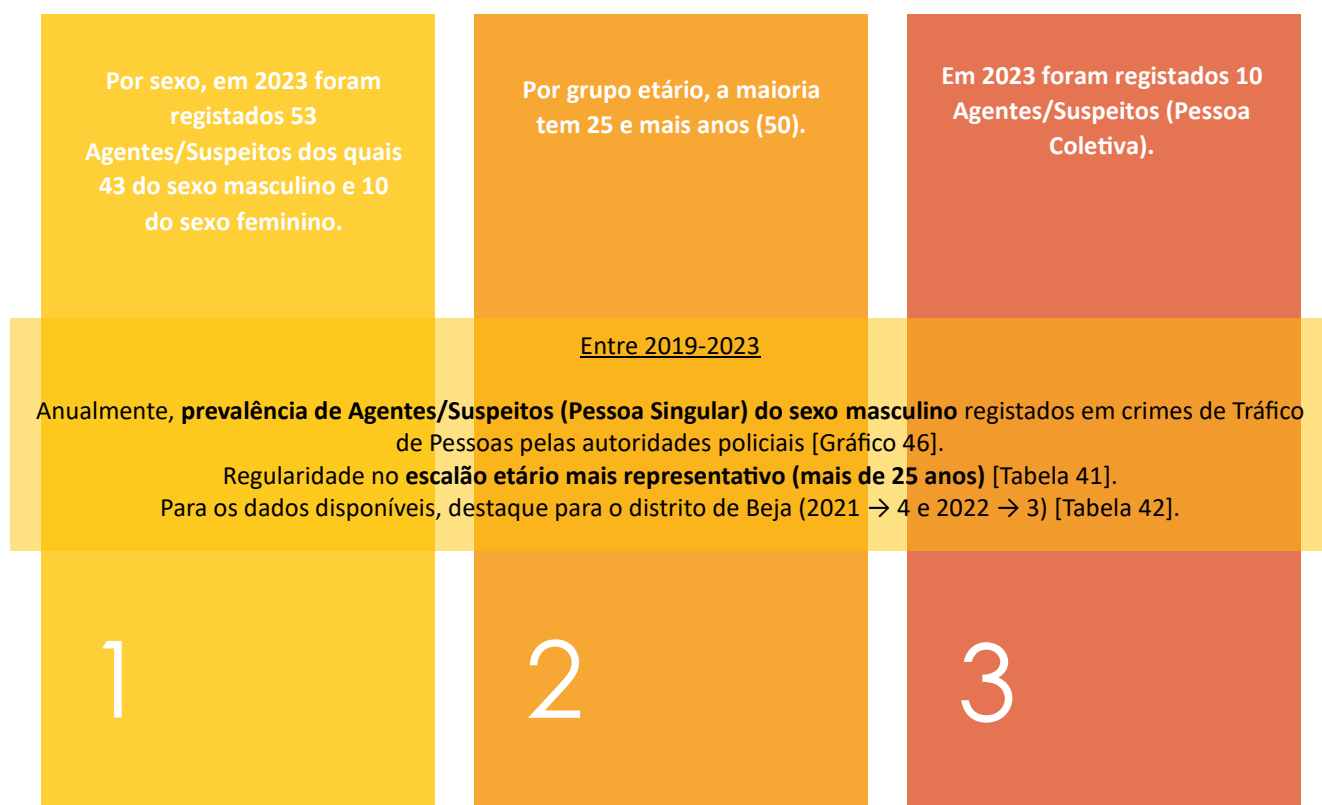 Por sexo, em 2023 foram
registados 53
Agentes/Suspeitos dos quais
43 do sexo masculino e 10
do sexo feminino.
Por grupo etário, a maioria
tem 25 e mais anos (50).
Em 2023 foram registados 10
Agentes/Suspeitos (Pessoa
Coletiva).
Entre 2019-2023
Anualmente, prevalência de Agentes/Suspeitos (Pessoa Singular) do sexo masculino registados em crimes de Tráfico
de Pessoas pelas autoridades policiais [Gráfico 46].
Regularidade no escalão etário mais representativo (mais de 25 anos) [Tabela 41].
Para os dados disponíveis, destaque para o distrito de Beja (2021 → 4 e 2022 → 3) [Tabela 42].
1
2
3